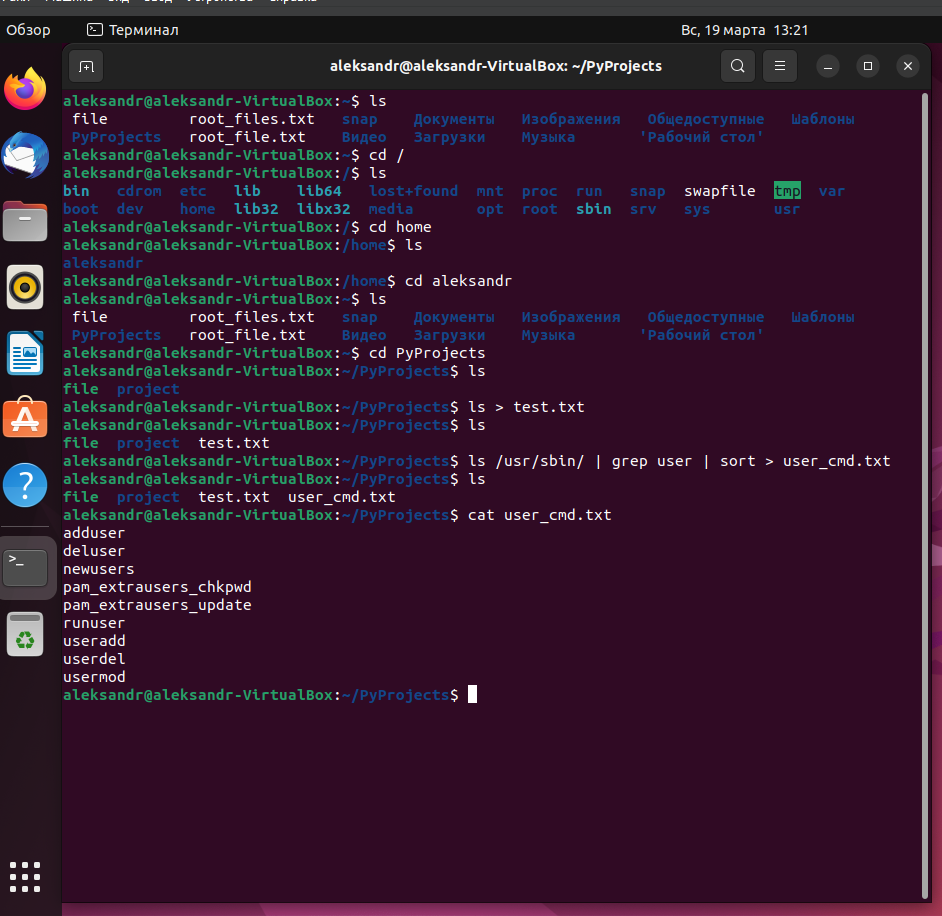 Обзор Терминал Вс, 19 марта 13:21
aleksandr@aleksandr-VirtualBox: ~/PyProjects
aleksandr@aleksandr-VirtualBox:~$ ls
file root_files.txt snap Документы Изображения Общедоступные Шаблоны
PyProjects root_file.txt Видео Загрузки Музыка 'Рабочий стол'
aleksandr@aleksandr-VirtualBox:~$ cd /
aleksandr@aleksandr-VirtualBox:/$ ls
bin cdrom etc lib lib64 lost+found mnt proc run snap swapfile tmp var
boot dev home lib32 libx32 media opt root sbin srv sys usr
aleksandr@aleksandr-VirtualBox:/$ cd home
aleksandr@aleksandr-VirtualBox:/home$ ls
aleksandr
aleksandr@aleksandr-VirtualBox:/home$ cd aleksandr
aleksandr@aleksandr-VirtualBox:~$ ls
file root_files.txt snap Документы Изображения Общедоступные Шаблоны
PyProjects root_file.txt Видео Загрузки Музыка 'Рабочий стол'
aleksandr@aleksandr-VirtualBox:~$ cd PyProjects
aleksandr@aleksandr-VirtualBox:~/PyProjects$ ls
file project
aleksandr@aleksandr-VirtualBox:~/PyProjects$ ls > test.txt
aleksandr@aleksandr-VirtualBox:~/PyProjects$ ls
file project test.txt
aleksandr@aleksandr-VirtualBox:~/PyProjects$ ls /usr/sbin/ | grep user | sort > user_cmd.txt
aleksandr@aleksandr-VirtualBox:~/PyProjects$ ls
file project test.txt user_cmd.txt
aleksandr@aleksandr-VirtualBox:~/PyProjects$ cat user_cmd.txt
adduser
deluser
newusers
pam_extrausers_chkpwd
pam_extrausers_update
runuser
useradd
userdel
usermod
aleksandr@aleksandr-VirtualBox:~/PyProjects$